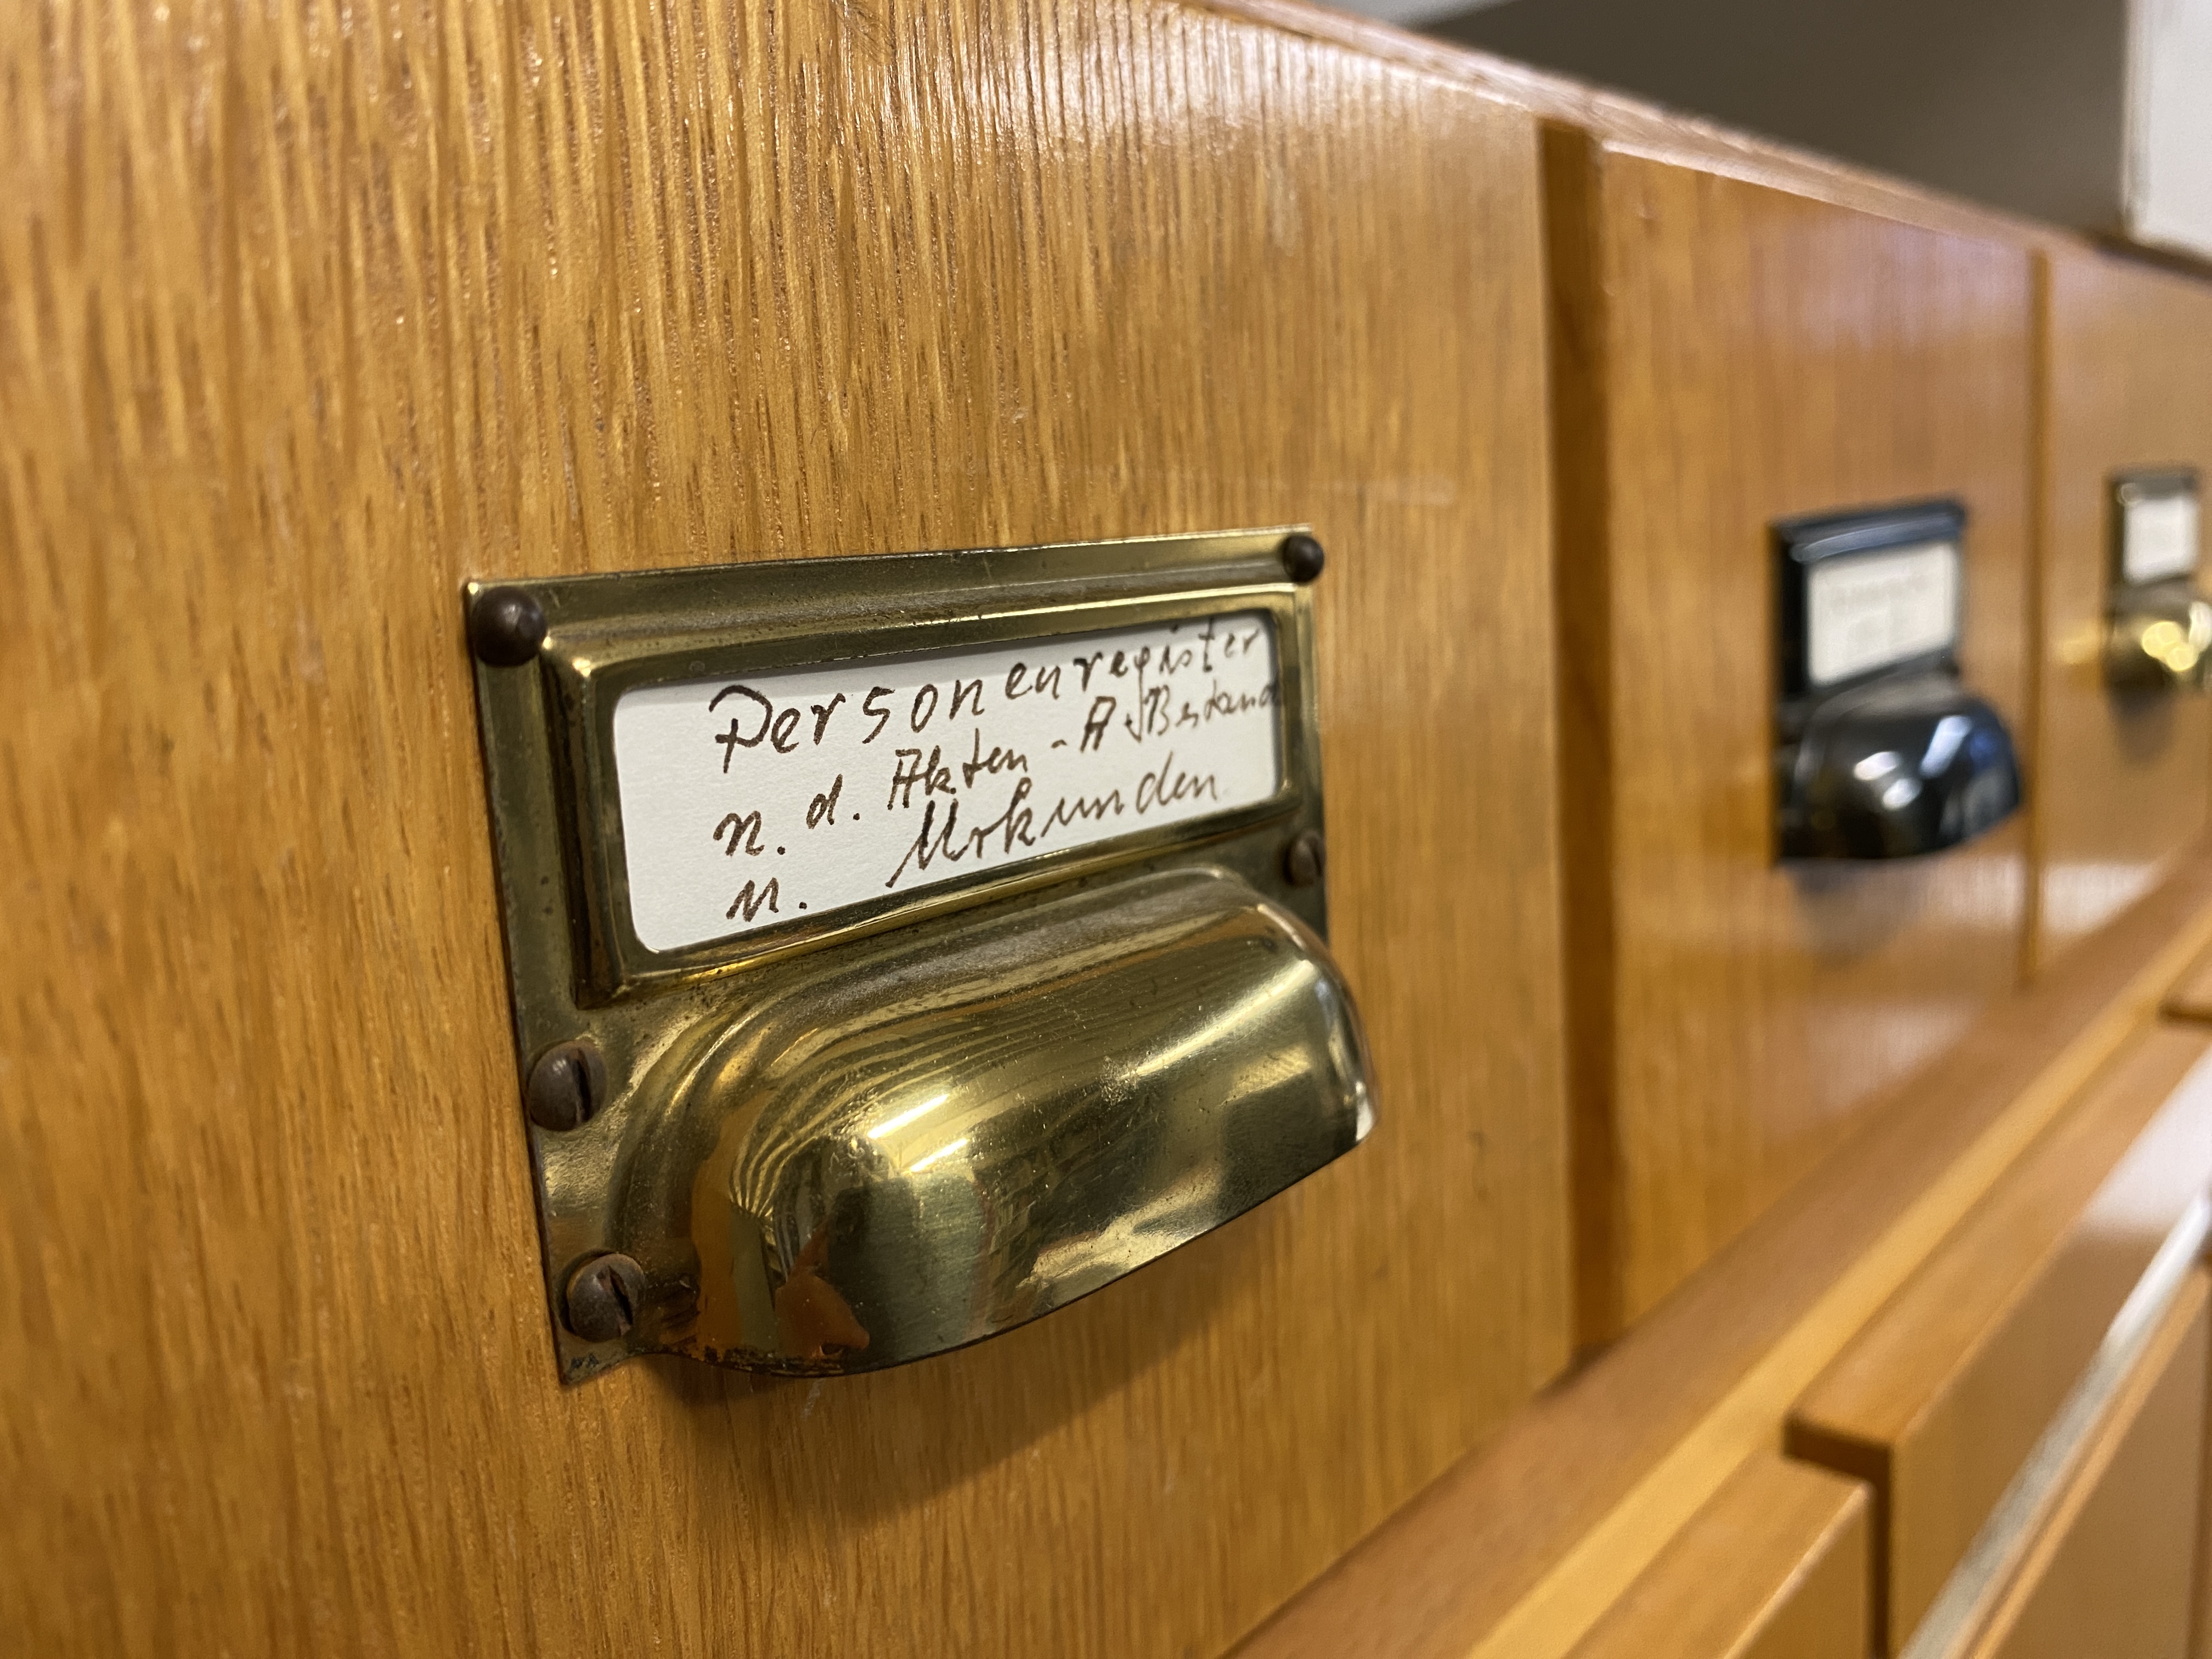 Personenregister
n. d. Akten - A. Bestand
u. Urkunden